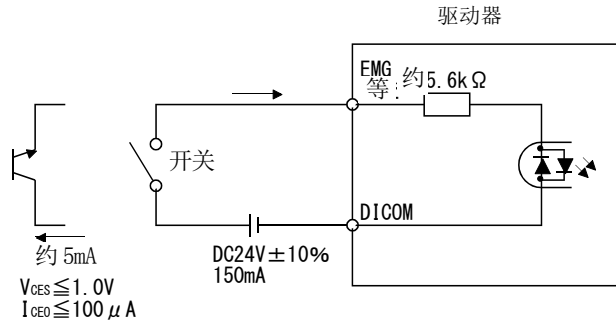 驱动器
EMG
等:
约5.6kΩ
开关
DICOM
DC24V±10%
150mA
约 5mA
VCES≦1.0V
ICEO≦100μA